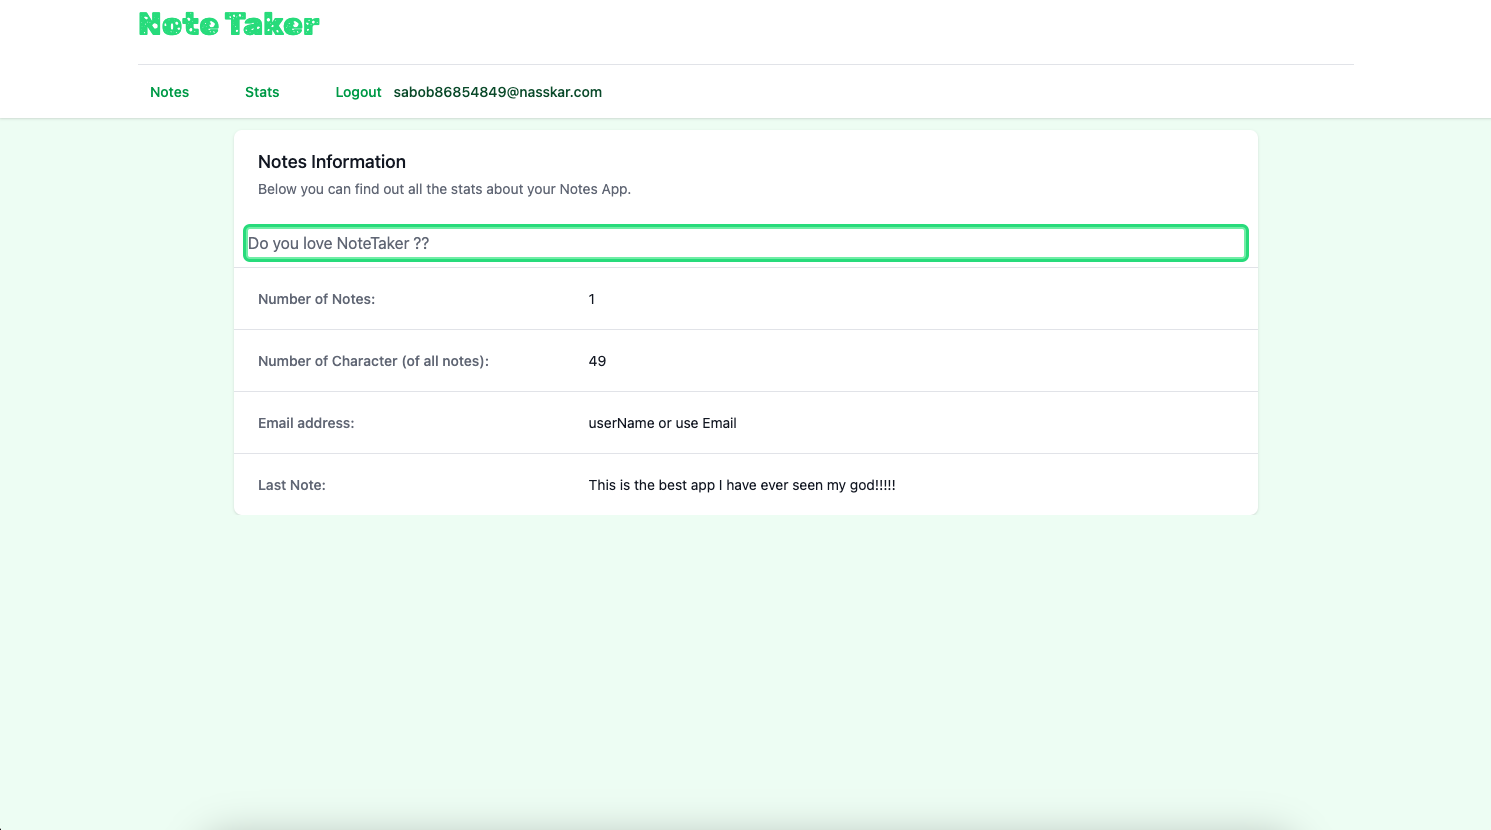 Note Taker
Notes Stats Logout sabob86854849@nasskar.com
Notes Information
Below you can find out all the stats about your Notes App.
Do you love NoteTaker ??
Number of Notes: 1
Number of Character (of all notes): 49
Email address: userName or use Email
Last Note: This is the best app I have ever seen my god!!!!!